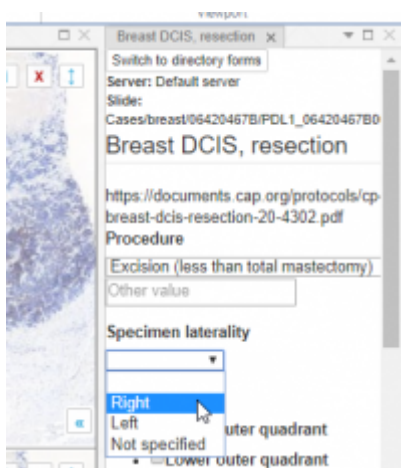 viewport
Breast DCIS, resection x
Switch to directory forms
Server: Default server
Slide:
Cases/breast/06420467B/PDL1_06420467B0
Breast DCIS, resection
https://documents.cap.org/protocols/cp-
breast-dcis-resection-20-4302.pdf
Procedure
Excision (less than total mastectomy)
Other value
Specimen laterality
Right
Left
Not specified
uter quadrant
Lower outer quadrant